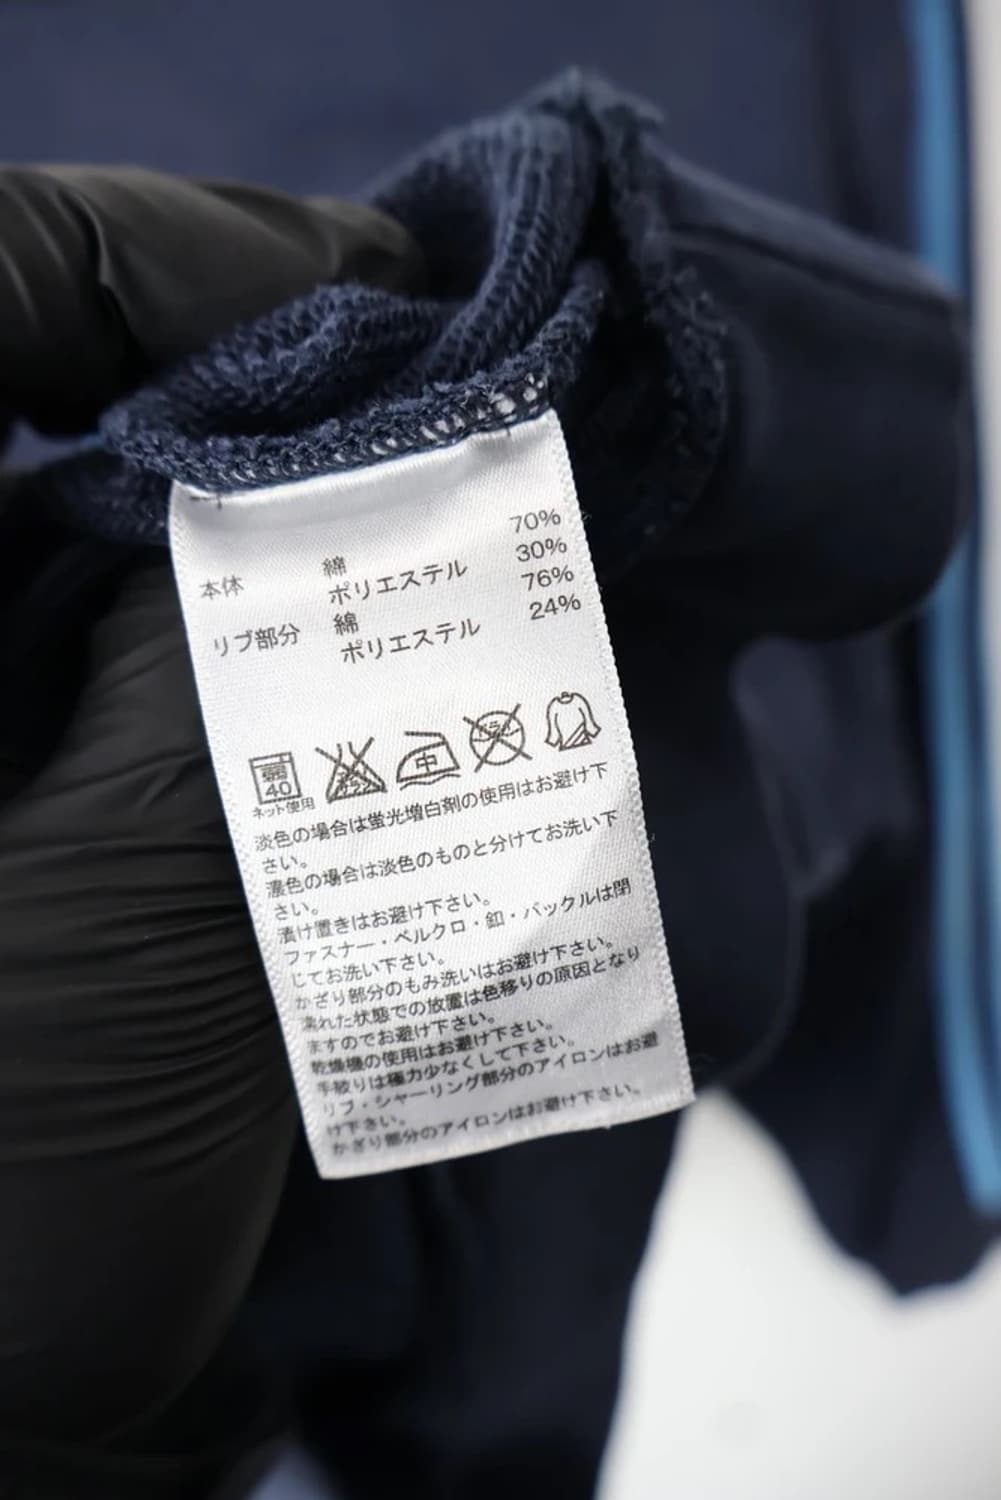 本体 綿 70%
ポリエステル 30%
リブ部分 綿 76%
ポリエステル 24%
弱 40 エンソサラシ 中 ドライ
ネット使用
淡色の場合は蛍光増白剤の使用はお避け下
さい。
濃色の場合は淡色のものと分けてお洗い下
さい。
漬け置きはお避け下さい。
ファスナー・ベルクロ・釦・バックルは閉
じてお洗い下さい。
かざり部分のもみ洗いはお避け下さい。
濡れた状態での放置は色移りの原因となり
ますのでお避け下さい。
乾燥機の使用はお避け下さい。
手絞りは極力少なくして下さい。
リブ・シャーリング部分のアイロンはお避
け下さい。
かざり部分のアイロンはお避け下さい。